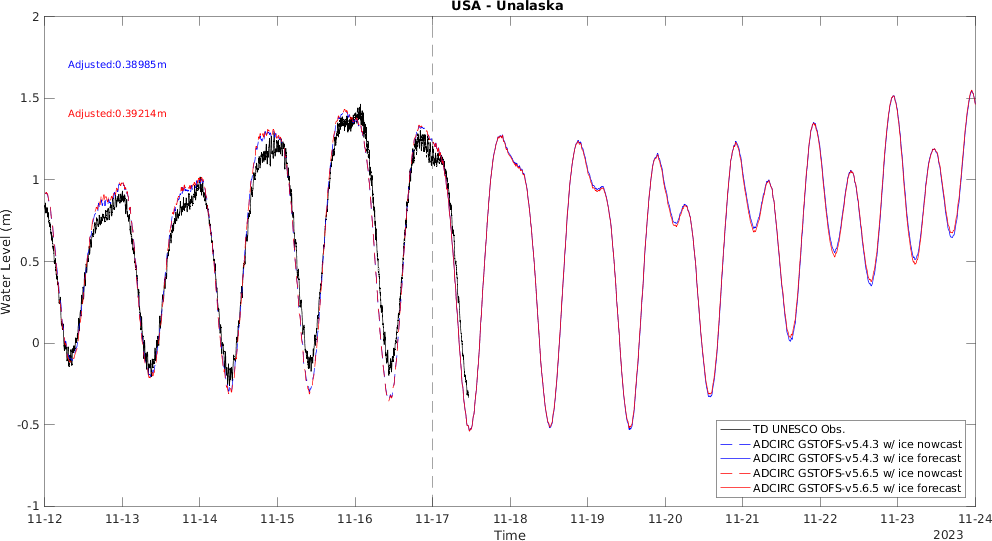 USA - Unalaska
2
1.5
1
0.5
0
-0.5
-1
Water Level (m)
Adjusted:0.38985m
Adjusted:0.39214m
TD UNESCO Obs.
ADCIRC GSTOFS-v5.4.3 w/ ice nowcast
ADCIRC GSTOFS-v5.4.3 w/ ice forecast
ADCIRC GSTOFS-v5.6.5 w/ ice nowcast
ADCIRC GSTOFS-v5.6.5 w/ ice forecast
11-12 11-13 11-14 11-15 11-16 11-17 11-18 11-19 11-20 11-21 11-22 11-23 11-24
Time
2023